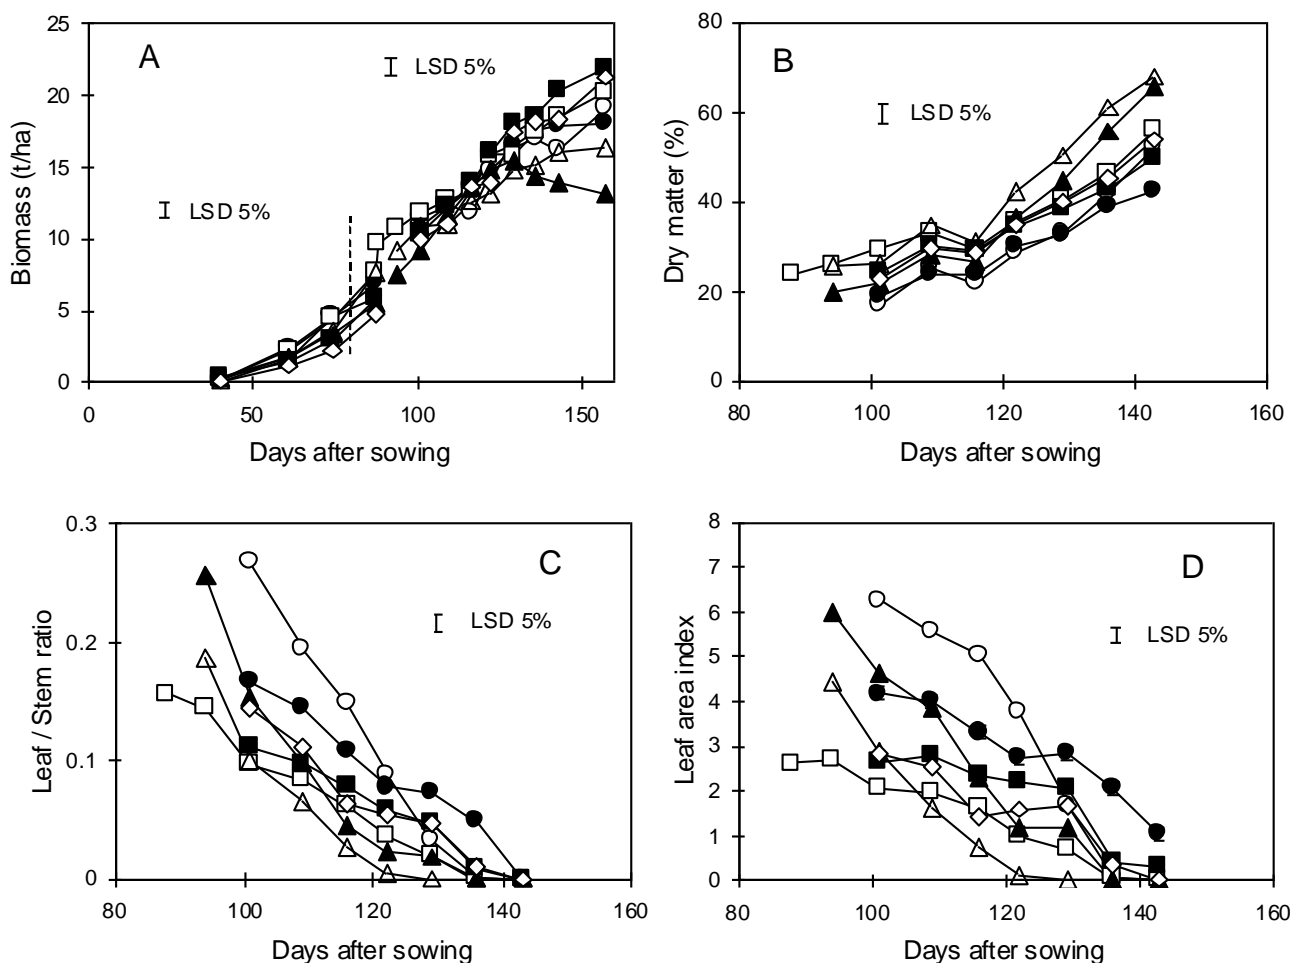 A
LSD 5%
LSD 5%
25
20
15
10
5
0
Biomass (t/ha)
0 50 100 150
Days after sowing
B
LSD 5%
80
60
40
20
0
Dry matter (%)
80 100 120 140 160
Days after sowing
C
LSD 5%
0.3
0.2
0.1
0
Leaf / Stem ratio
80 100 120 140 160
Days after sowing
D
LSD 5%
8
7
6
5
4
3
2
1
0
Leaf area index
80 100 120 140 160
Days after sowing